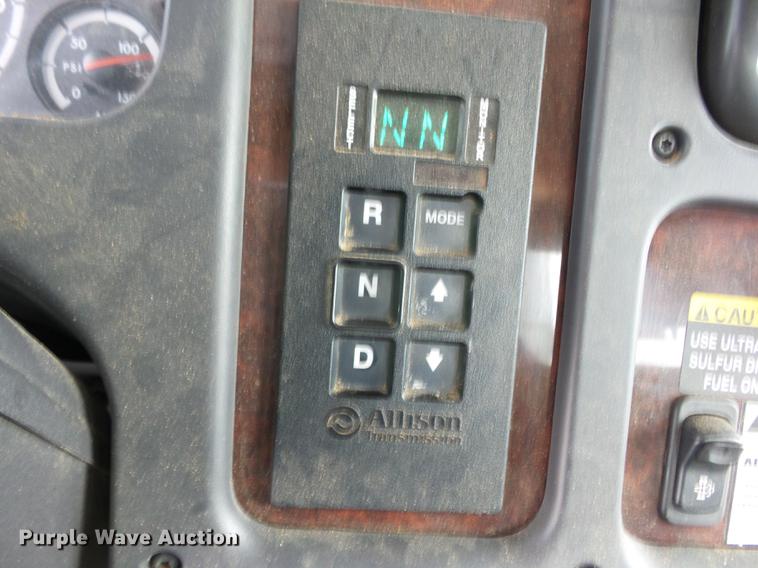 50
100
PSI
0
150
SELECT
NN
MONITOR
R
MODE
N
D
Allison
Transmission
CAU
USE ULTRA
SULFUR D
FUEL ON
Purple Wave Auction